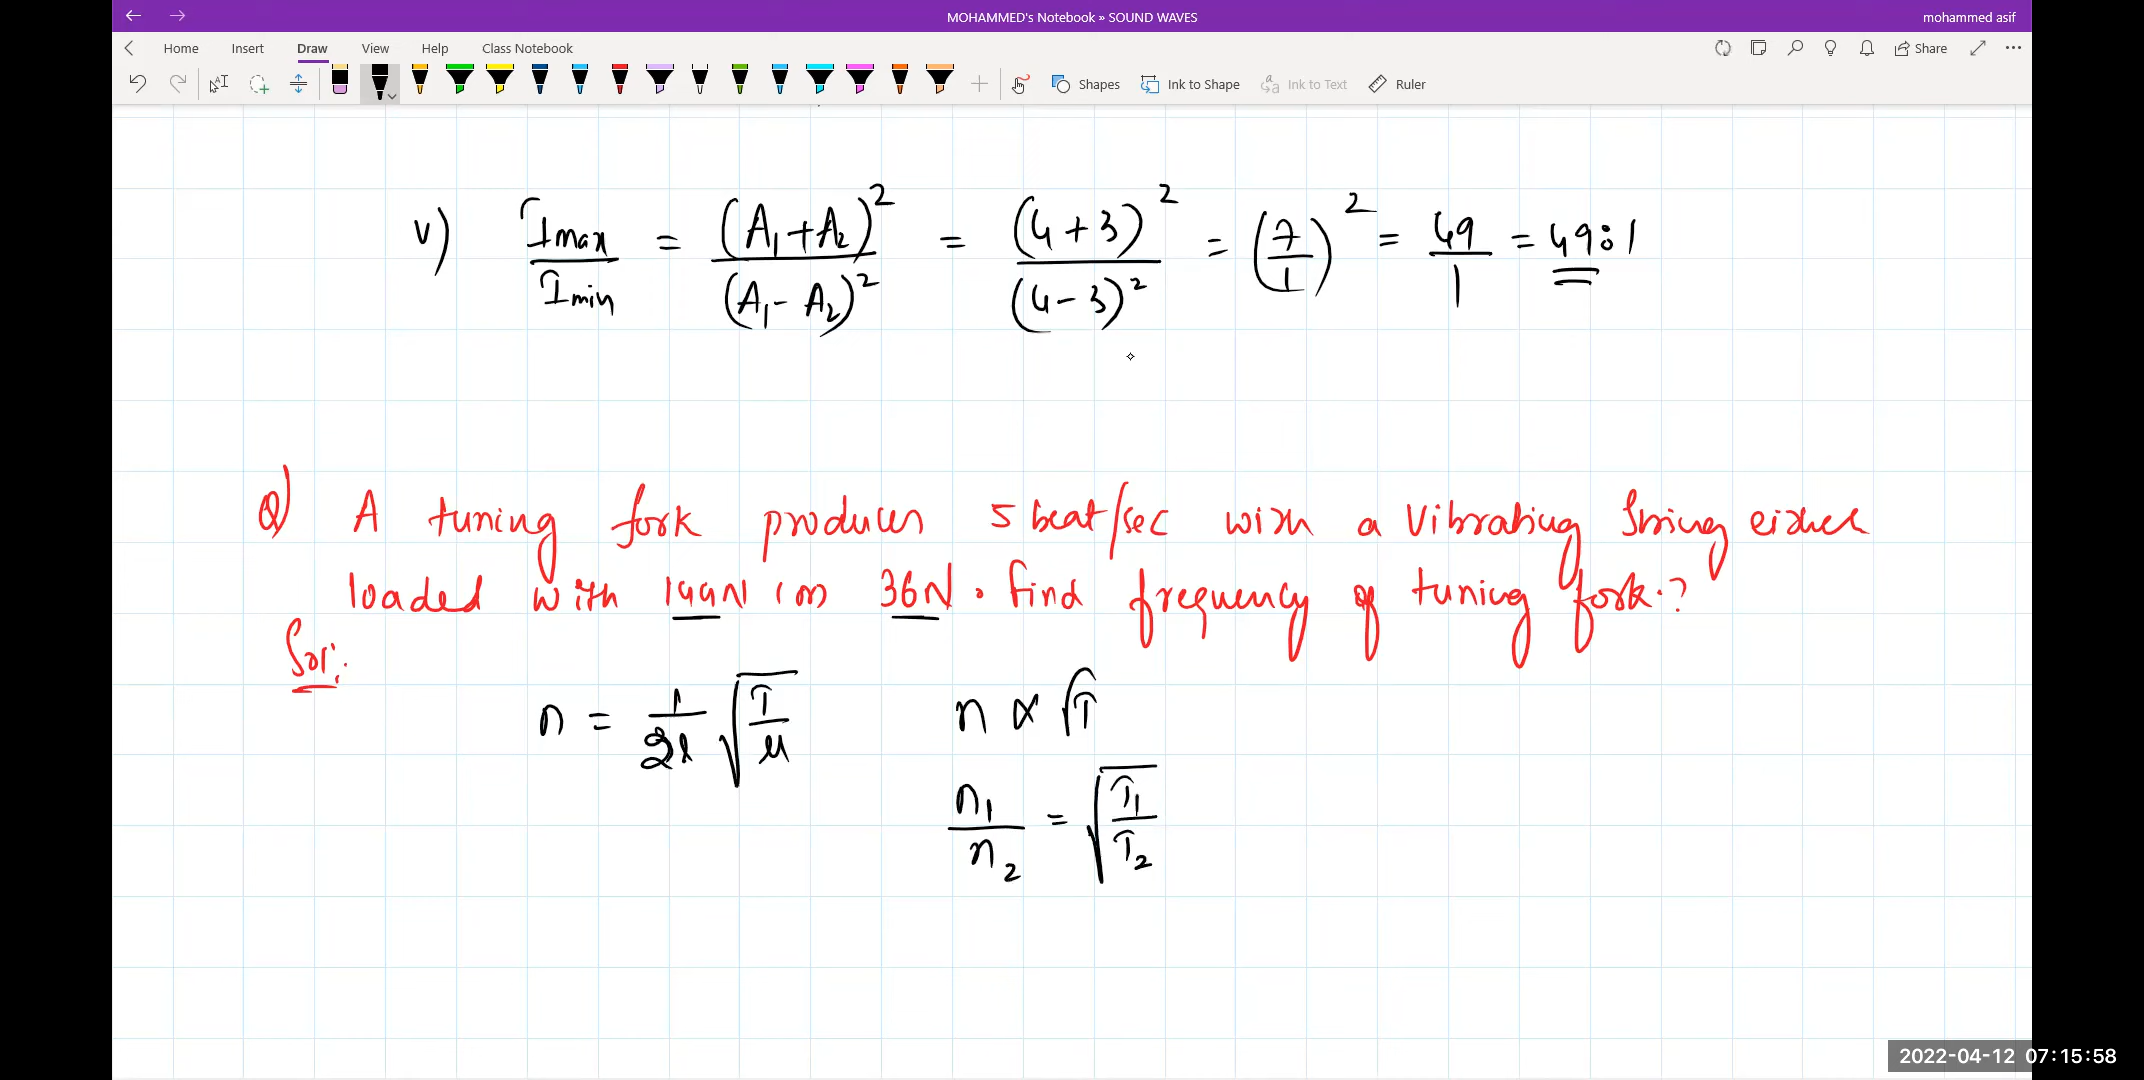 MOHAMMED's Notebook » SOUND WAVES
mohammed asif
Home Insert Draw View Help Class Notebook Share
Shapes Ink to Shape Ink to Text Ruler
v) Imax/Imin = (A₁+A₂)²/(A₁-A₂)² = (4+3)²/(4-3)² = (7/1)² = 49/1 = 49:1
Q) A tuning fork produces 5 beat/sec with a vibrating string either
loaded with 144N (or) 36N. Find frequency of tuning fork.?
Sol:
n = 1/2l √(T/μ) n ∝ √T
n₁/n₂ = √(T₁/T₂)
2022-04-12 07:15:58